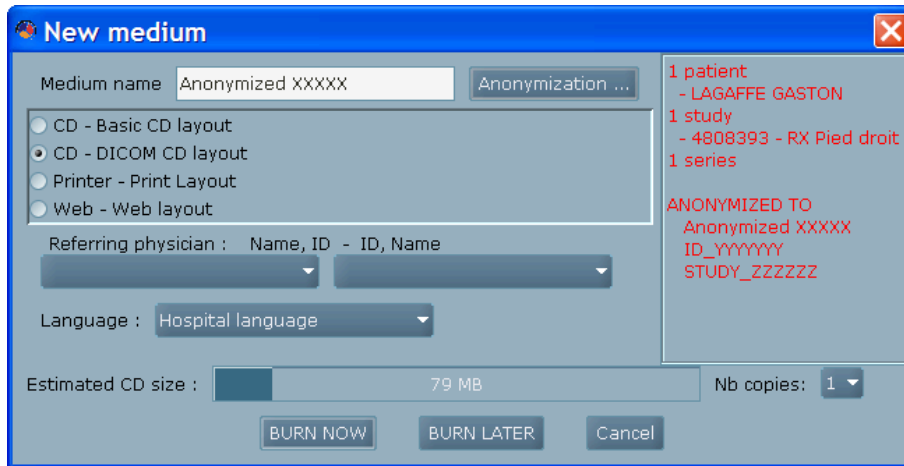 New medium
Medium name Anonymized XXXXX Anonymization ...
CD - Basic CD layout
CD - DICOM CD layout
Printer - Print Layout
Web - Web layout
Referring physician : Name, ID - ID, Name
Language : Hospital language
1 patient
- LAGAFFE GASTON
1 study
- 4808393 - RX Pied droit
1 series
ANONYMIZED TO
Anonymized XXXXX
ID_YYYYYYY
STUDY_ZZZZZZ
Estimated CD size : 79 MB Nb copies: 1
BURN NOW BURN LATER Cancel